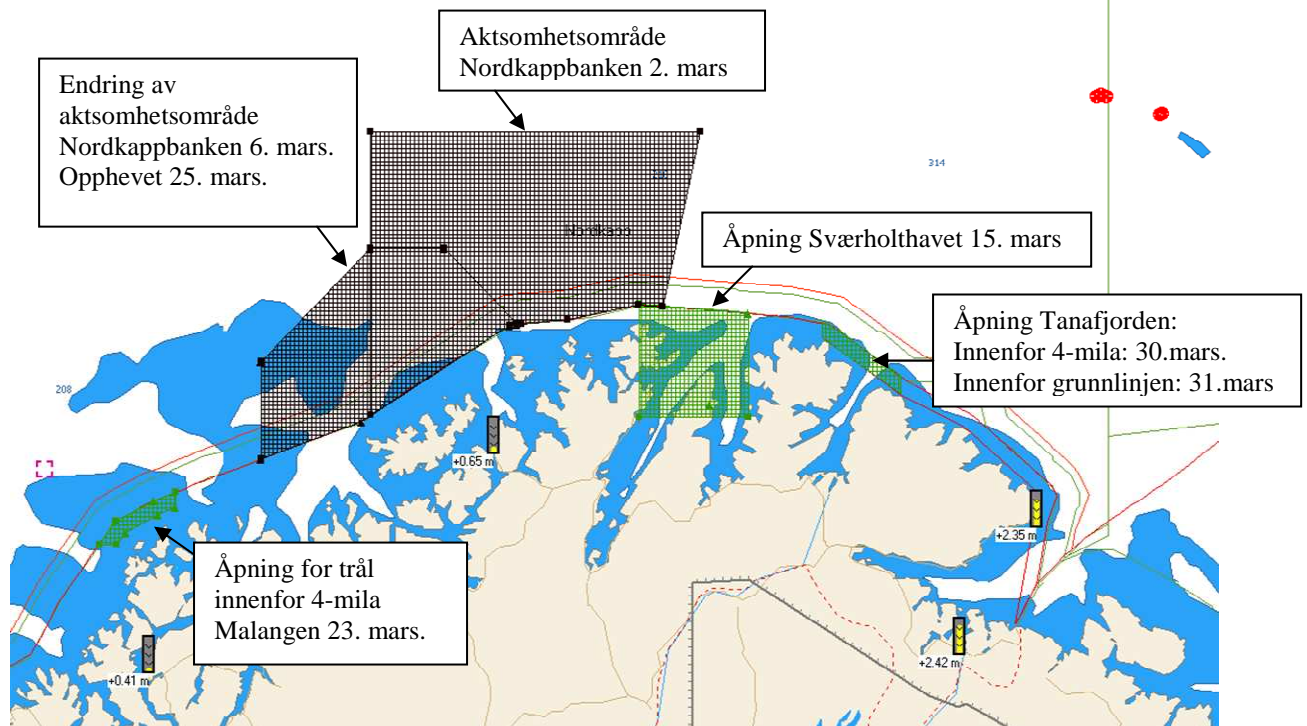 Aktsomhetsområde
Nordkappbanken 2. mars
Endring av
aktsomhetsområde
Nordkappbanken 6. mars.
Opphevet 25. mars.
314
Nordkapp
Åpning Sværholthavet 15. mars
Åpning Tanafjorden:
Innenfor 4-mila: 30.mars.
Innenfor grunnlinjen: 31.mars
208
+0.65 m
+2.35 m
Åpning for trål
innenfor 4-mila
Malangen 23. mars.
+0.41 m
+2.42 m